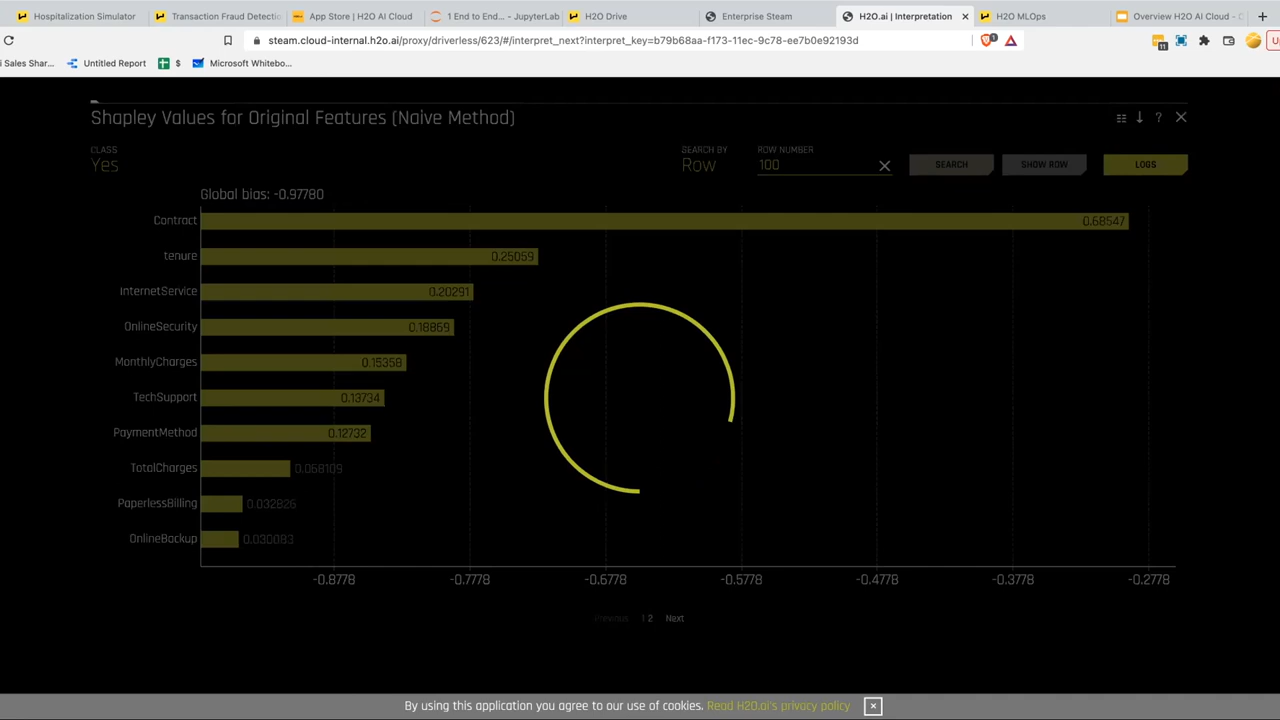 Hospitalization Simulator
Transaction Fraud Detectio
App Store | H2O AI Cloud
1 End to End... - JupyterLab
H2O Drive
Enterprise Steam
H2O.ai | Interpretation
H2O MLOps
Overview H2O AI Cloud - C
steam.cloud-internal.h2o.ai/proxy/driverless/623/#/interpret_next?interpret_key=b79b68aa-f173-11ec-9c78-ee7b0e92193d
1
11
i Sales Shar...
Untitled Report
$
Microsoft Whitebo...
Shapley Values for Original Features (Naive Method)
?
CLASS
Yes
SEARCH BY
Row
ROW NUMBER
100
SEARCH
SHOW ROW
LOGS
Global bias: -0.97780
Contract 0.68547
tenure 0.25059
InternetService 0.20291
OnlineSecurity 0.18869
MonthlyCharges 0.15358
TechSupport 0.13734
PaymentMethod 0.12732
TotalCharges 0.068109
PaperlessBilling 0.032826
OnlineBackup 0.030083
-0.8778 -0.7778 -0.6778 -0.5778 -0.4778 -0.3778 -0.2778
Previous 1 2 Next
By using this application you agree to our use of cookies. Read H2O.ai's privacy policy